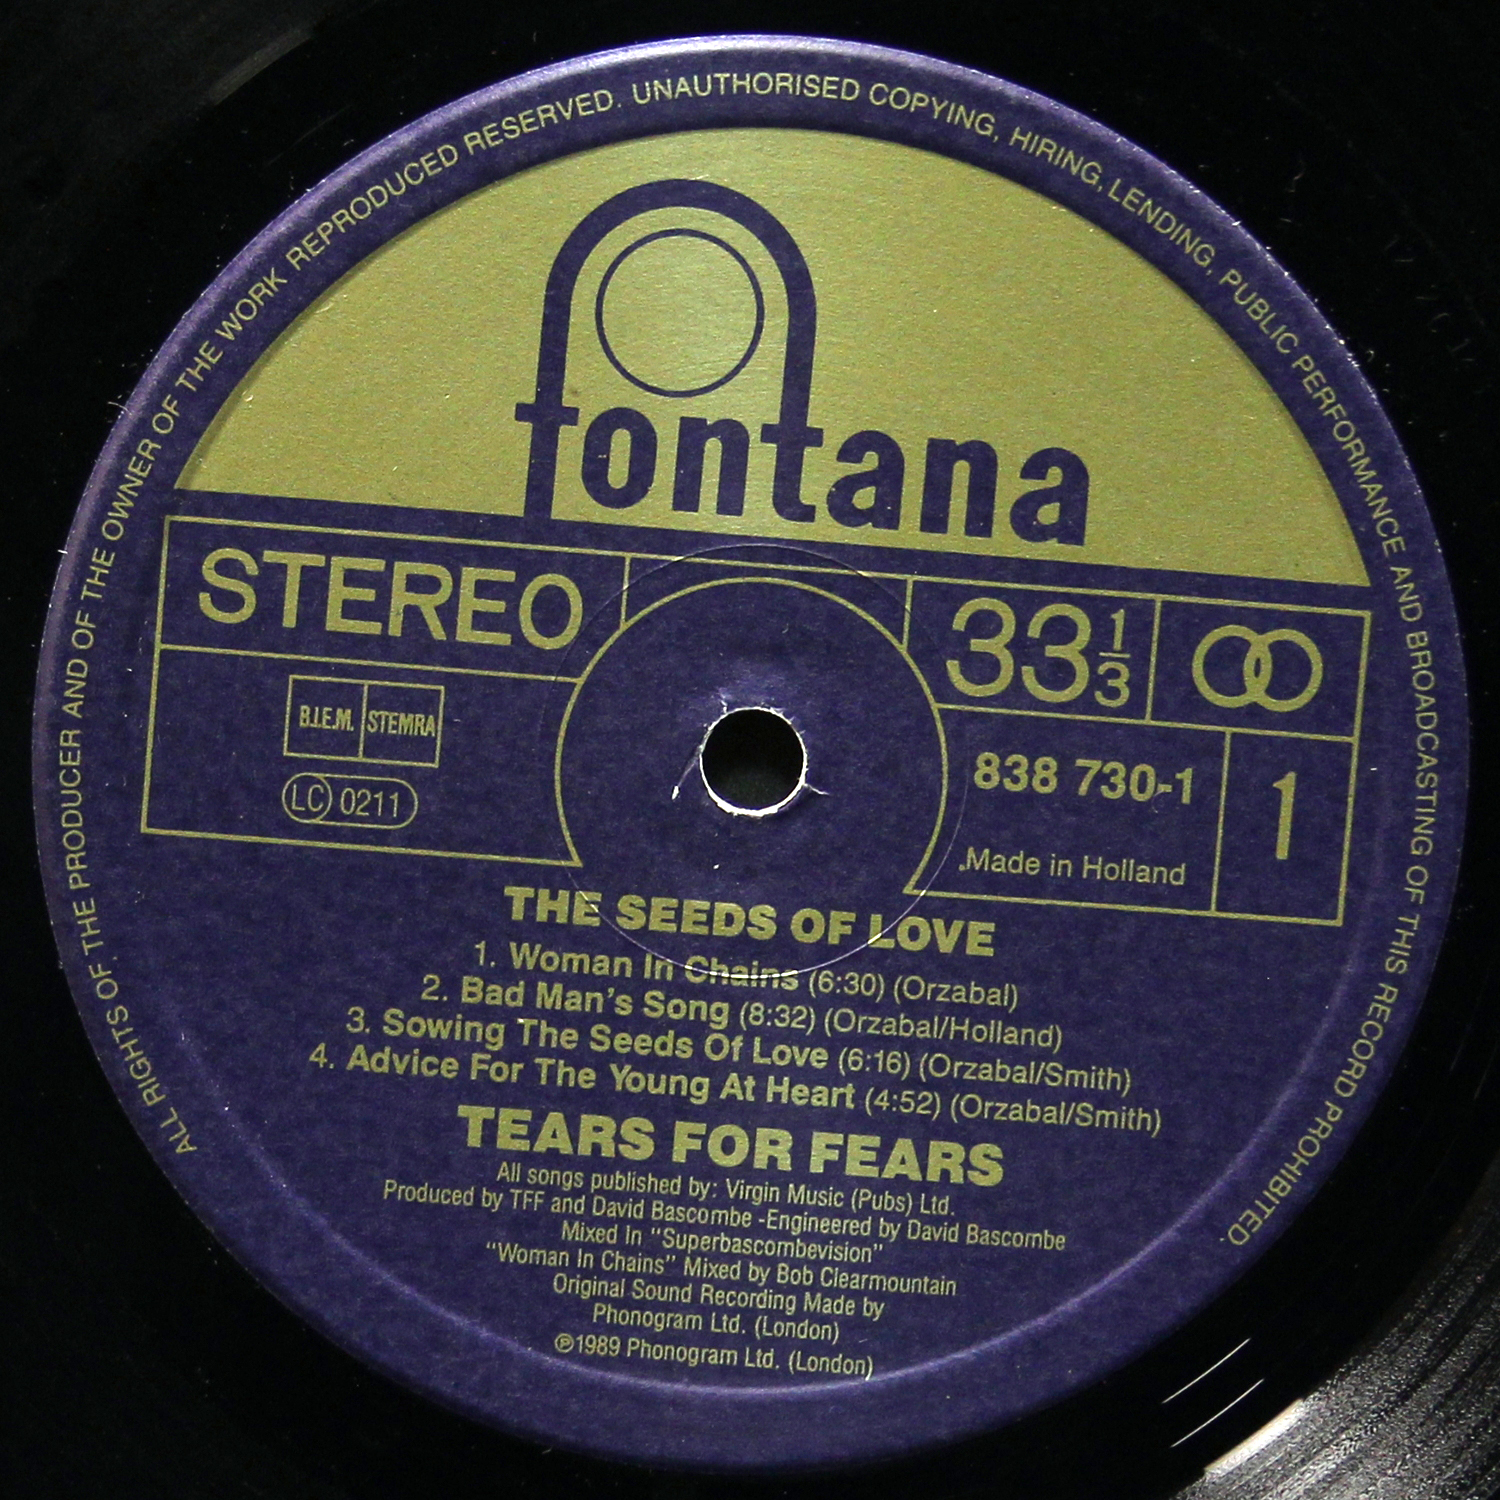 ALL RIGHTS OF THE PRODUCER AND OF THE OWNER OF THE WORK REPRODUCED RESERVED. UNAUTHORISED COPYING, HIRING, LENDING, PUBLIC PERFORMANCE AND BROADCASTING OF THIS RECORD PROHIBITED.
fontana
STEREO
33 1/3
B.I.E.M. STEMRA
LC 0211
838 730-1
1
Made in Holland
THE SEEDS OF LOVE
1. Woman In Chains (6:30) (Orzabal)
2. Bad Man's Song (8:32) (Orzabal/Holland)
3. Sowing The Seeds Of Love (6:16) (Orzabal/Smith)
4. Advice For The Young At Heart (4:52) (Orzabal/Smith)
TEARS FOR FEARS
All songs published by: Virgin Music (Pubs) Ltd.
Produced by TFF and David Bascombe -Engineered by David Bascombe
Mixed In "Superbascombevision"
"Woman In Chains" Mixed by Bob Clearmountain
Original Sound Recording Made by
Phonogram Ltd. (London)
℗1989 Phonogram Ltd. (London)